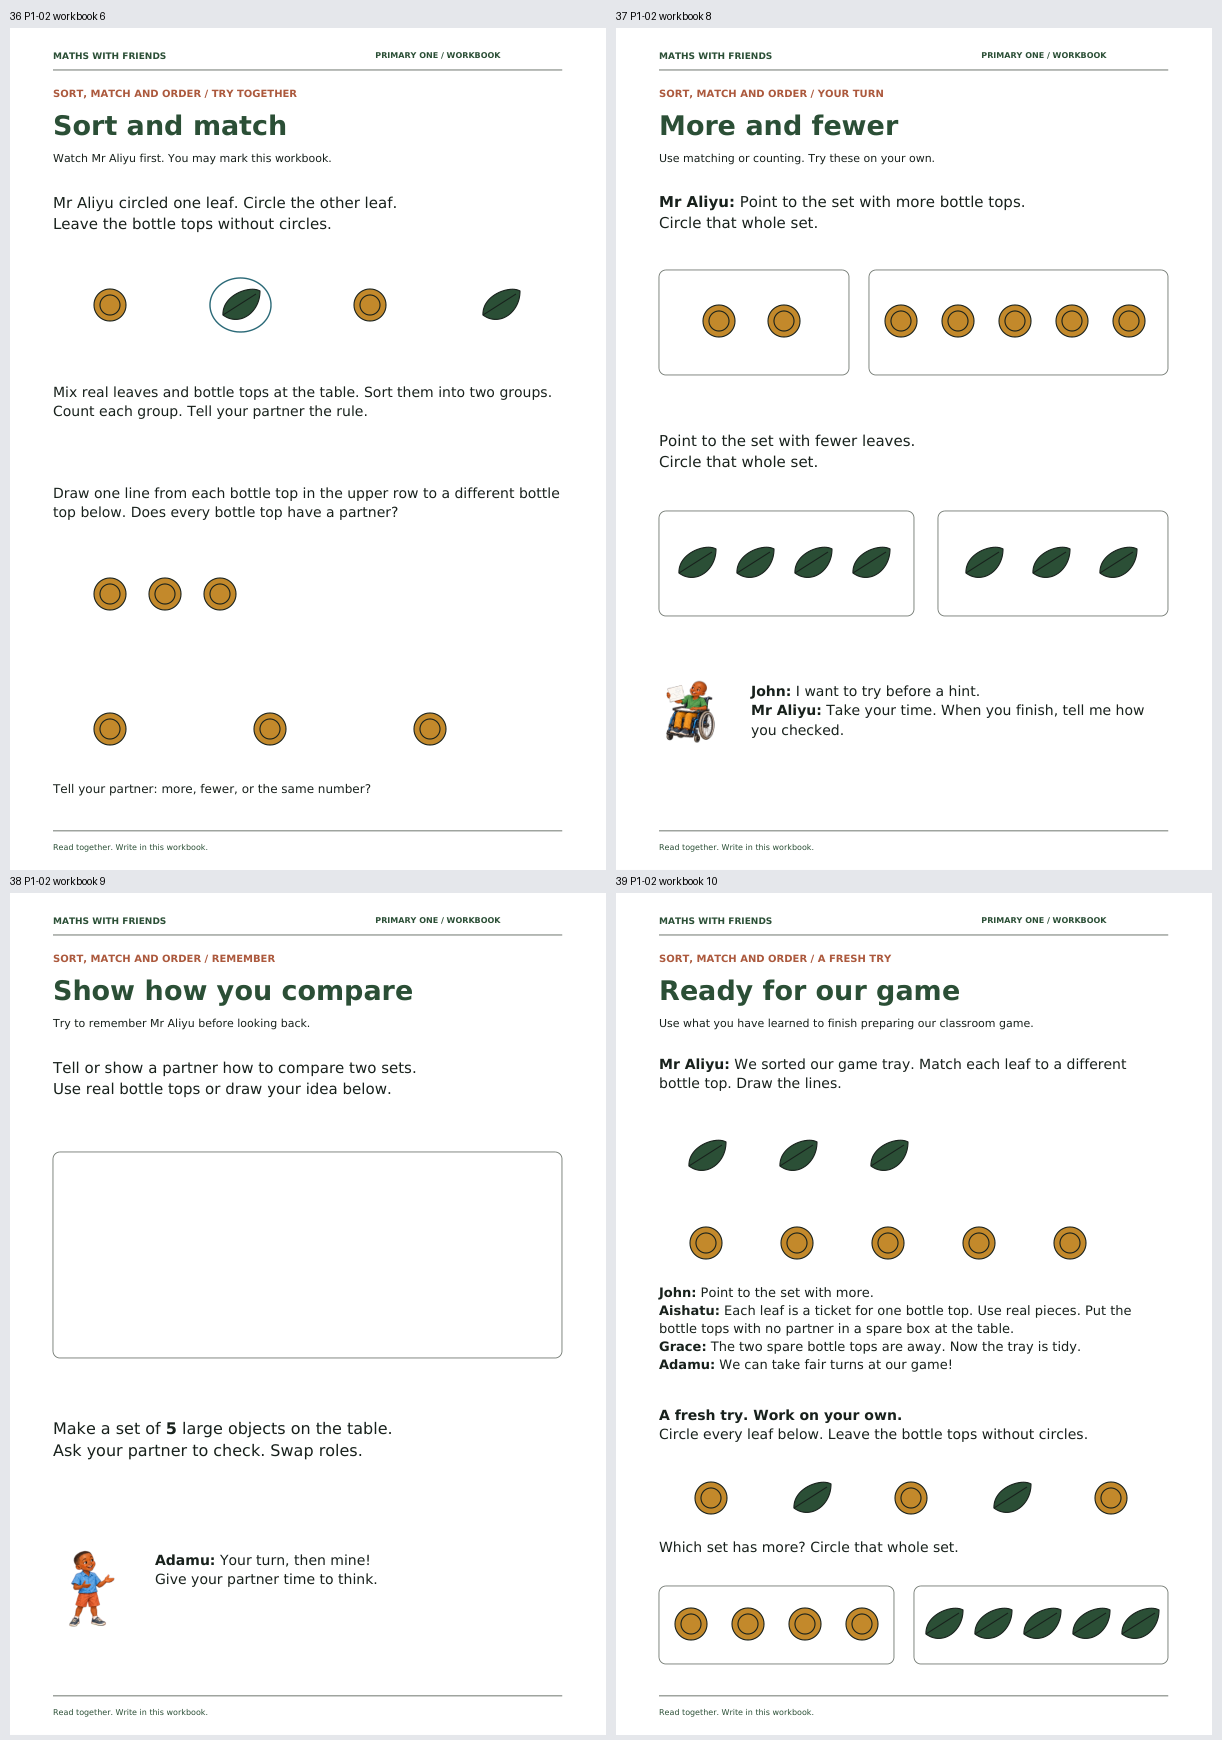 36 P1-02 workbook 6
MATHS WITH FRIENDS
PRIMARY ONE / WORKBOOK
SORT, MATCH AND ORDER / TRY TOGETHER
Sort and match
Watch Mr Aliyu first. You may mark this workbook.
Mr Aliyu circled one leaf. Circle the other leaf.
Leave the bottle tops without circles.
Mix real leaves and bottle tops at the table. Sort them into two groups.
Count each group. Tell your partner the rule.
Draw one line from each bottle top in the upper row to a different bottle
top below. Does every bottle top have a partner?
Tell your partner: more, fewer, or the same number?
Read together. Write in this workbook.
37 P1-02 workbook 8
MATHS WITH FRIENDS
PRIMARY ONE / WORKBOOK
SORT, MATCH AND ORDER / YOUR TURN
More and fewer
Use matching or counting. Try these on your own.
Mr Aliyu: Point to the set with more bottle tops.
Circle that whole set.
Point to the set with fewer leaves.
Circle that whole set.
John: I want to try before a hint.
Mr Aliyu: Take your time. When you finish, tell me how
you checked.
Read together. Write in this workbook.
38 P1-02 workbook 9
MATHS WITH FRIENDS
PRIMARY ONE / WORKBOOK
SORT, MATCH AND ORDER / REMEMBER
Show how you compare
Try to remember Mr Aliyu before looking back.
Tell or show a partner how to compare two sets.
Use real bottle tops or draw your idea below.
Make a set of 5 large objects on the table.
Ask your partner to check. Swap roles.
Adamu: Your turn, then mine!
Give your partner time to think.
Read together. Write in this workbook.
39 P1-02 workbook 10
MATHS WITH FRIENDS
PRIMARY ONE / WORKBOOK
SORT, MATCH AND ORDER / A FRESH TRY
Ready for our game
Use what you have learned to finish preparing our classroom game.
Mr Aliyu: We sorted our game tray. Match each leaf to a different
bottle top. Draw the lines.
John: Point to the set with more.
Aishatu: Each leaf is a ticket for one bottle top. Use real pieces. Put the
bottle tops with no partner in a spare box at the table.
Grace: The two spare bottle tops are away. Now the tray is tidy.
Adamu: We can take fair turns at our game!
A fresh try. Work on your own.
Circle every leaf below. Leave the bottle tops without circles.
Which set has more? Circle that whole set.
Read together. Write in this workbook.